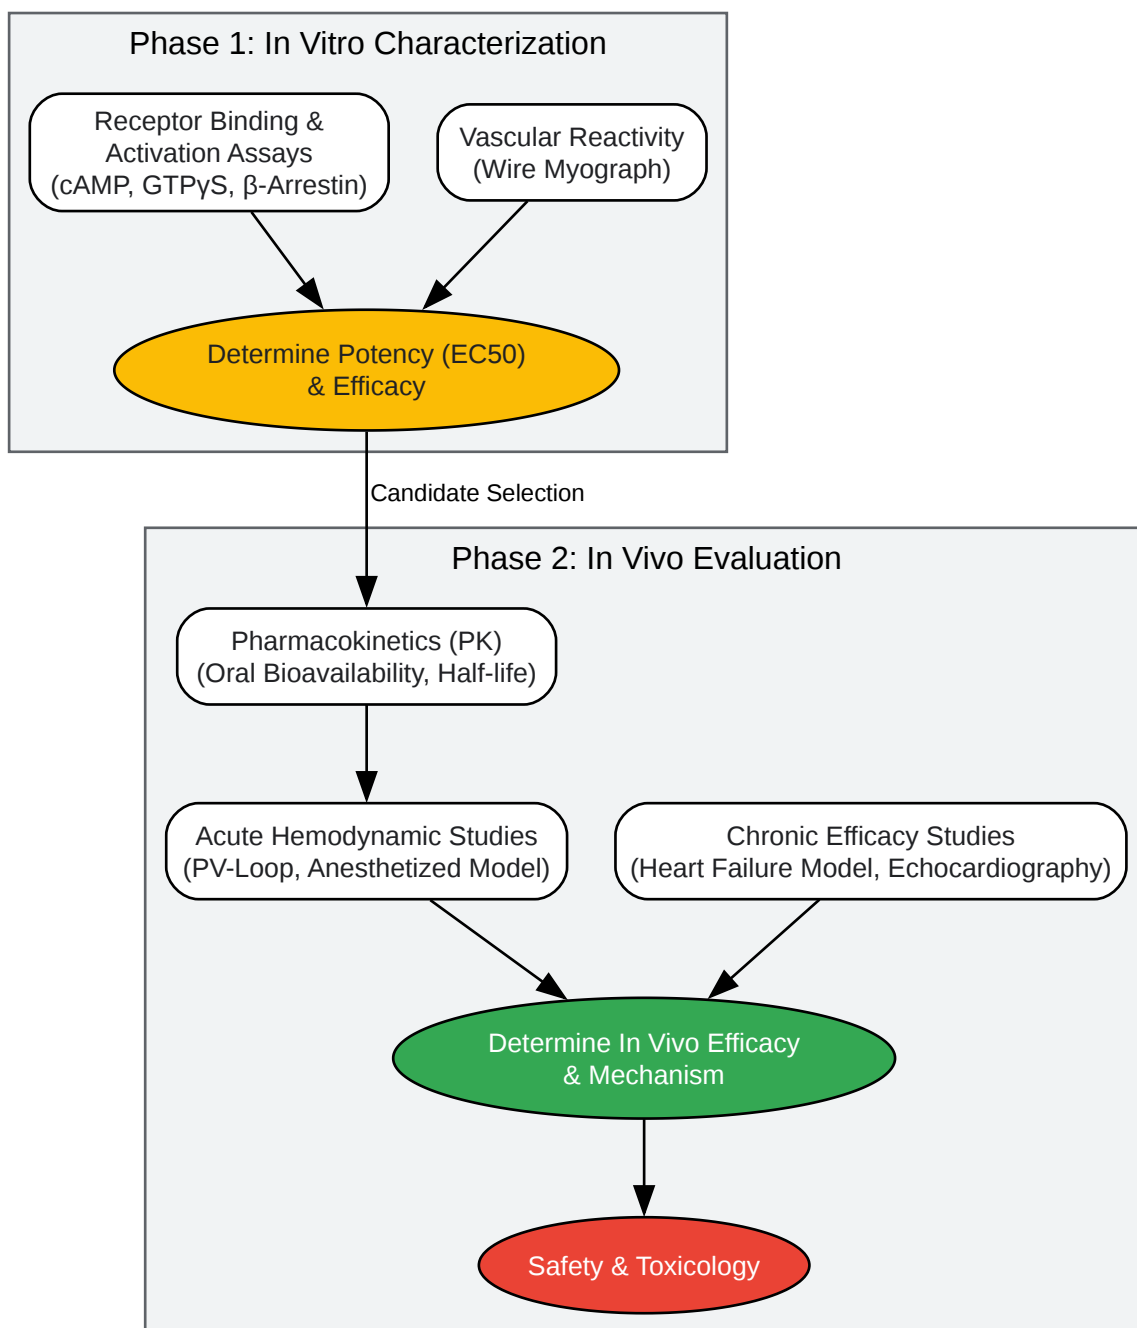 Phase 1: In Vitro Characterization
Receptor Binding &
Activation Assays
(cAMP, GTPγS, β-Arrestin)
Vascular Reactivity
(Wire Myograph)
Determine Potency (EC50)
& Efficacy
Candidate Selection
Phase 2: In Vivo Evaluation
Pharmacokinetics (PK)
(Oral Bioavailability, Half-life)
Acute Hemodynamic Studies
(PV-Loop, Anesthetized Model)
Chronic Efficacy Studies
(Heart Failure Model, Echocardiography)
Determine In Vivo Efficacy
& Mechanism
Safety & Toxicology